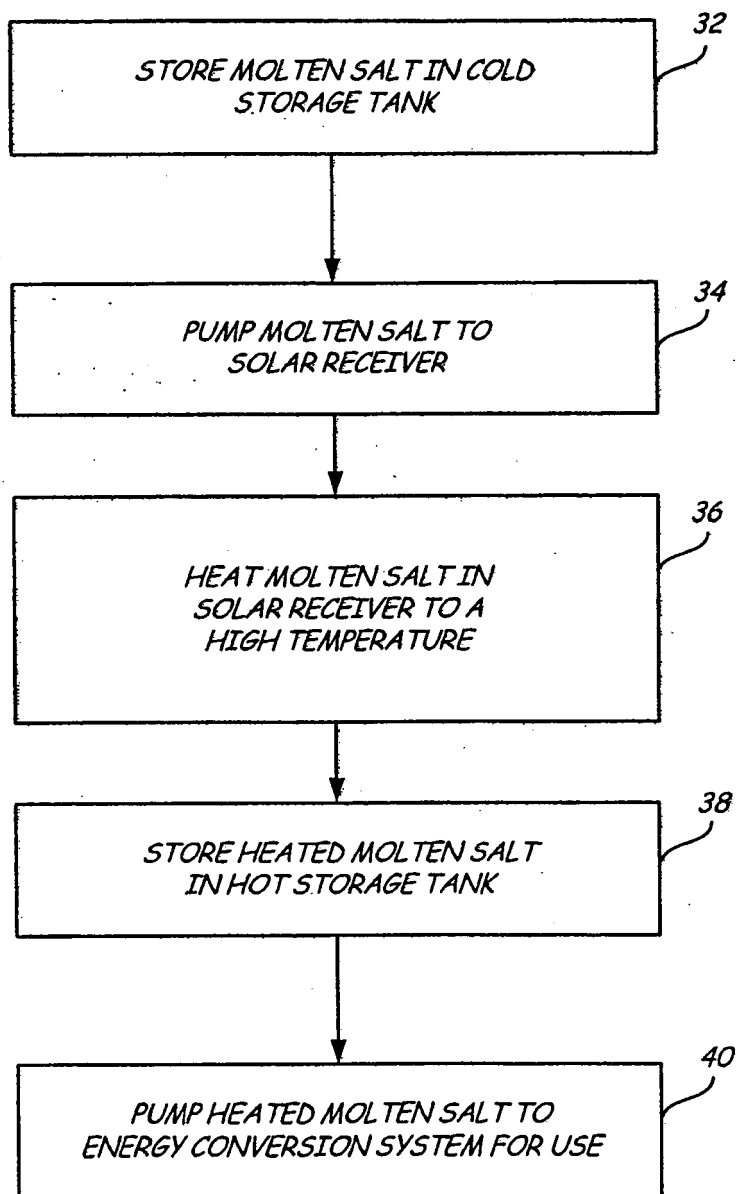 32
STORE MOLTEN SALT IN COLD
STORAGE TANK
34
PUMP MOLTEN SALT TO
SOLAR RECEIVER
36
HEAT MOLTEN SALT IN
SOLAR RECEIVER TO A
HIGH TEMPERATURE
38
STORE HEATED MOLTEN SALT
IN HOT STORAGE TANK
40
PUMP HEATED MOLTEN SALT TO
ENERGY CONVERSION SYSTEM FOR USE